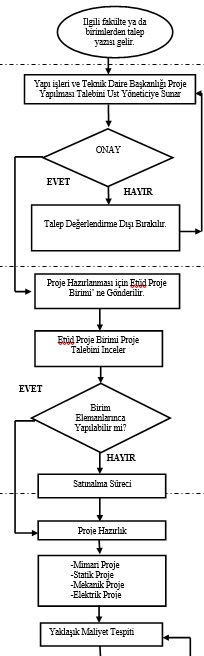 İlgili fakülte ya da
birimlerden talep
yazısı gelir.
Yapı işleri ve Teknik Daire Başkanlığı Proje
Yapılması Talebini Üst Yöneticiye Sunar
ONAY
EVET
HAYIR
Talep Değerlendirme Dışı Bırakılır.
Proje Hazırlanması için Etüd Proje
Birimi' ne Gönderilir.
Etüd Proje Birimi Proje
Talebini İnceler
EVET
Birim
Elemanlarınca
Yapılabilir mi?
HAYIR
Satınalma Süreci
Proje Hazırlık
-Mimari Proje
-Statik Proje
-Mekanik Proje
-Elektrik Proje
Yaklaşık Maliyet Tespiti